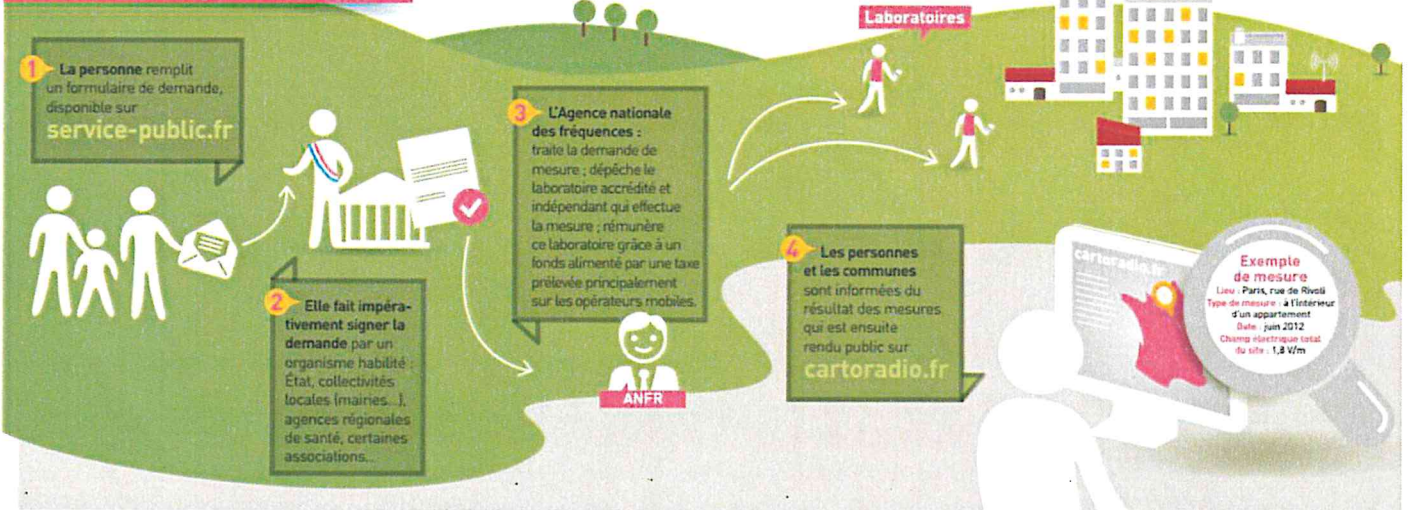 1 La personne remplit
un formulaire de demande,
disponible sur
service-public.fr
2 Elle fait impéra-
tivement signer la
demande par un
organisme habilité :
État, collectivités
locales (mairies...),
agences régionales
de santé, certaines
associations...
3 L'Agence nationale
des fréquences :
traite la demande de
mesure ; dépêche le
laboratoire accrédité et
indépendant qui effectue
la mesure ; rémunère
ce laboratoire grâce à un
fonds alimenté par une taxe
prélevée principalement
sur les opérateurs mobiles.
ANFR
Laboratoires
4 Les personnes
et les communes
sont informées du
résultat des mesures
qui est ensuite
rendu public sur
cartoradio.fr
cartoradio.fr
Exemple
de mesure
Lieu : Paris, rue de Rivoli
Type de mesure : à l'intérieur
d'un appartement
Date : juin 2012
Champ électrique total
du site : 1,8 V/m